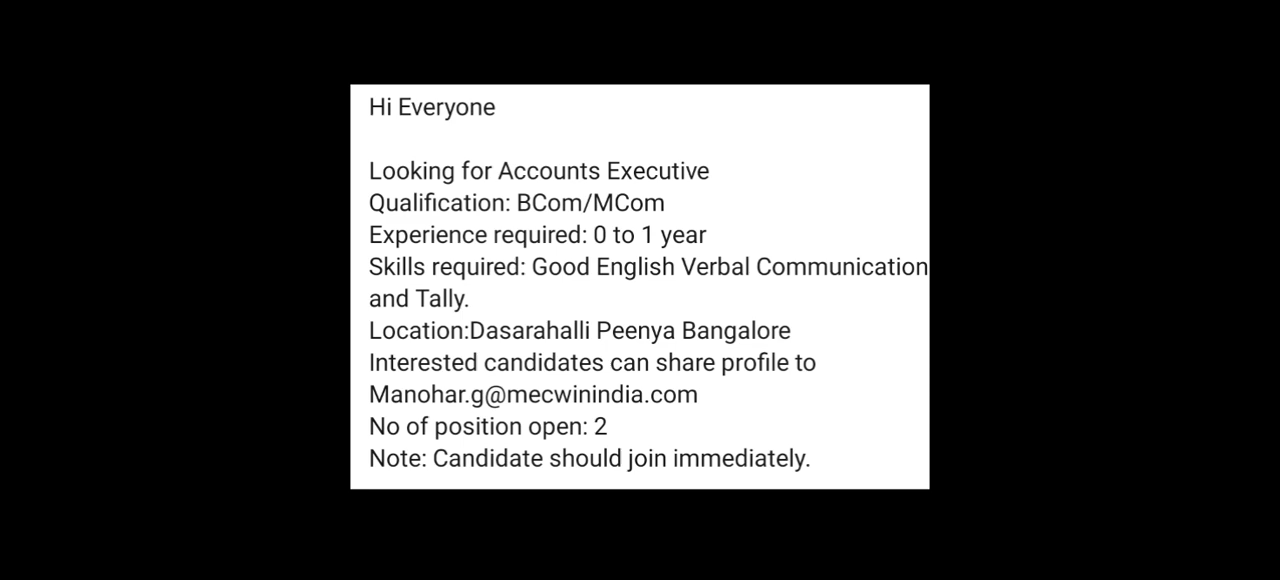 Hi Everyone
Looking for Accounts Executive
Qualification: BCom/MCom
Experience required: 0 to 1 year
Skills required: Good English Verbal Communication
and Tally.
Location:Dasarahalli Peenya Bangalore
Interested candidates can share profile to
Manohar.g@mecwinindia.com
No of position open: 2
Note: Candidate should join immediately.